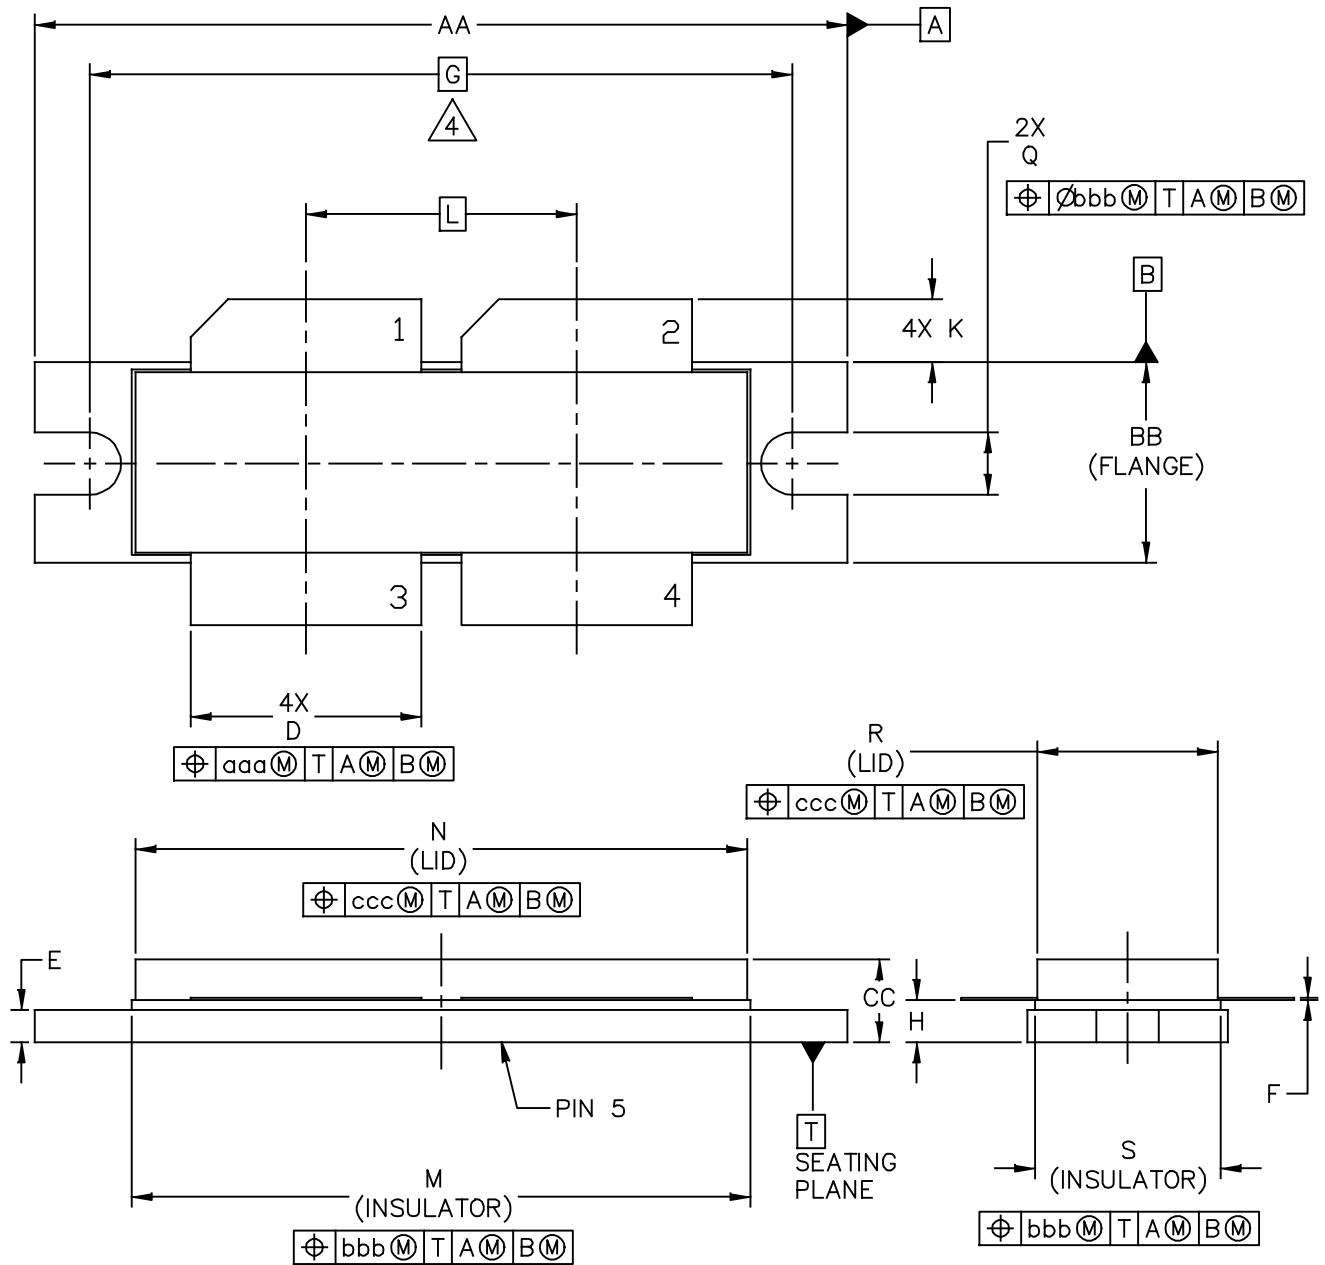 AA
A
G
4
2X
Q
⌖ Øbbb Ⓜ T A Ⓜ B Ⓜ
L
B
1
2
4X K
BB
(FLANGE)
3
4
4X
D
⌖ aaa Ⓜ T A Ⓜ B Ⓜ
R
(LID)
⌖ ccc Ⓜ T A Ⓜ B Ⓜ
N
(LID)
⌖ ccc Ⓜ T A Ⓜ B Ⓜ
E
CC
H
F
PIN 5
T
SEATING
PLANE
M
(INSULATOR)
⌖ bbb Ⓜ T A Ⓜ B Ⓜ
S
(INSULATOR)
⌖ bbb Ⓜ T A Ⓜ B Ⓜ